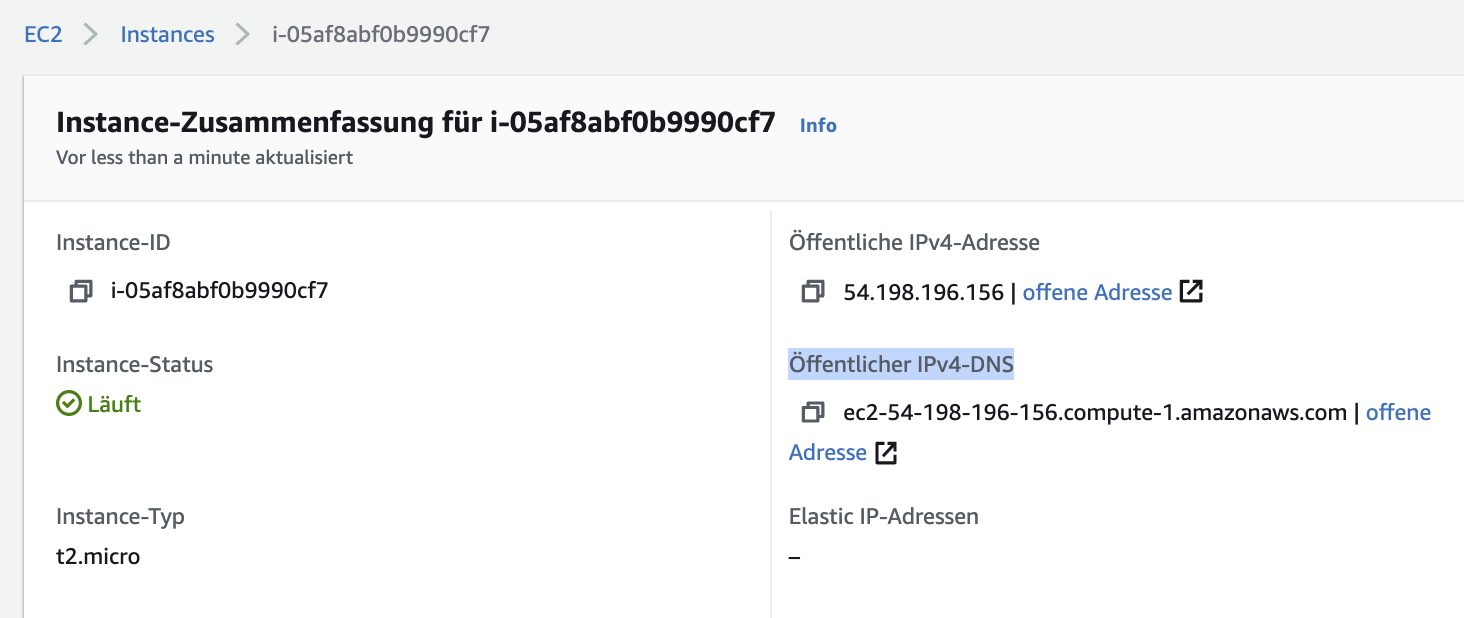 EC2 > Instances > i-05af8abf0b9990cf7
Instance-Zusammenfassung für i-05af8abf0b9990cf7 Info
Vor less than a minute aktualisiert
Instance-ID
i-05af8abf0b9990cf7
Öffentliche IPv4-Adresse
54.198.196.156 | offene Adresse
Instance-Status
Läuft
Öffentlicher IPv4-DNS
ec2-54-198-196-156.compute-1.amazonaws.com | offene
Adresse
Instance-Typ
t2.micro
Elastic IP-Adressen
–